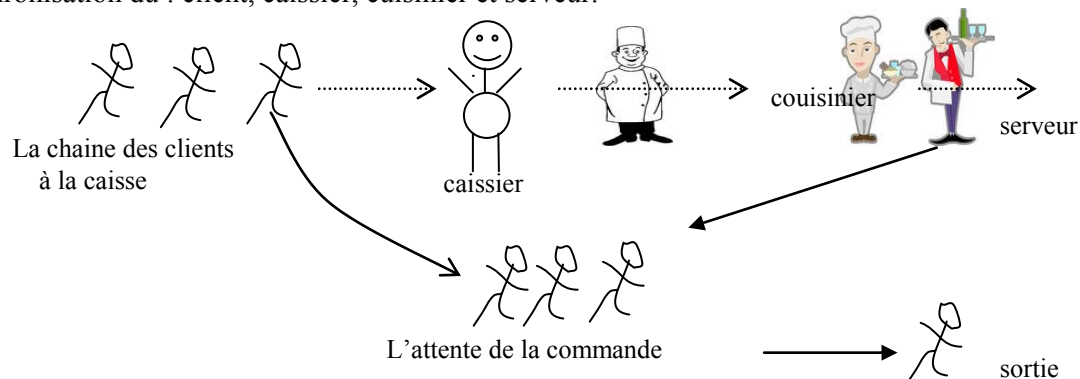 La chaine des clients
à la caisse
caissier
couisinier
serveur
L'attente de la commande
sortie